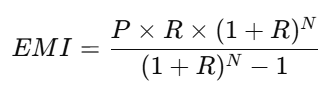 EMI = P × R × (1 + R)^N / (1 + R)^N − 1